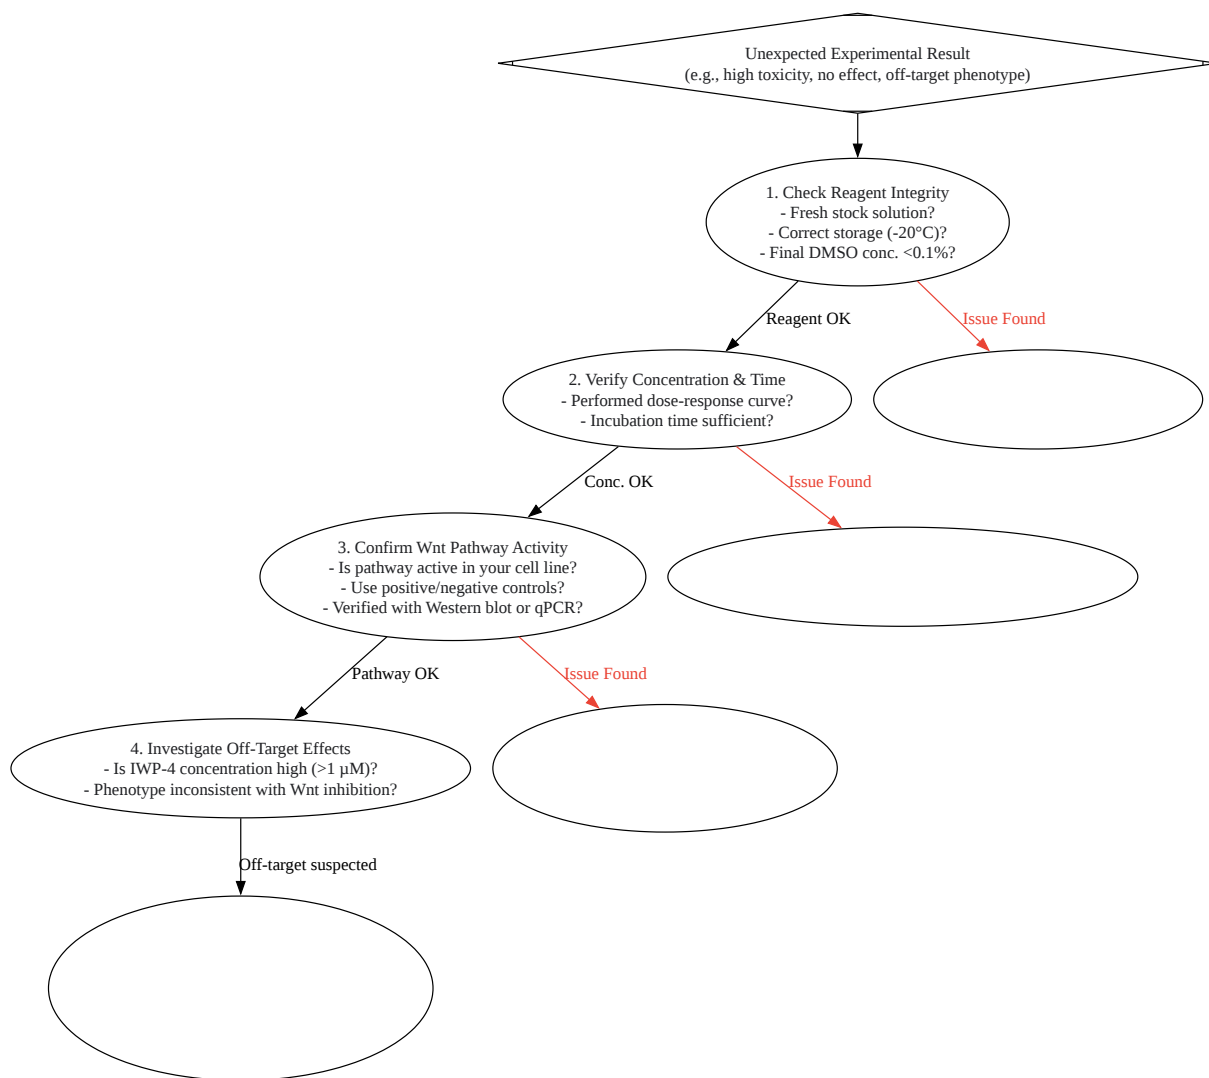 Unexpected Experimental Result
(e.g., high toxicity, no effect, off-target phenotype)
1. Check Reagent Integrity
- Fresh stock solution?
- Correct storage (-20°C)?
- Final DMSO conc. <0.1%?
Reagent OK
Issue Found
2. Verify Concentration & Time
- Performed dose-response curve?
- Incubation time sufficient?
Conc. OK
Issue Found
3. Confirm Wnt Pathway Activity
- Is pathway active in your cell line?
- Use positive/negative controls?
- Verified with Western blot or qPCR?
Pathway OK
Issue Found
4. Investigate Off-Target Effects
- Is IWP-4 concentration high (>1 µM)?
- Phenotype inconsistent with Wnt inhibition?
Off-target suspected